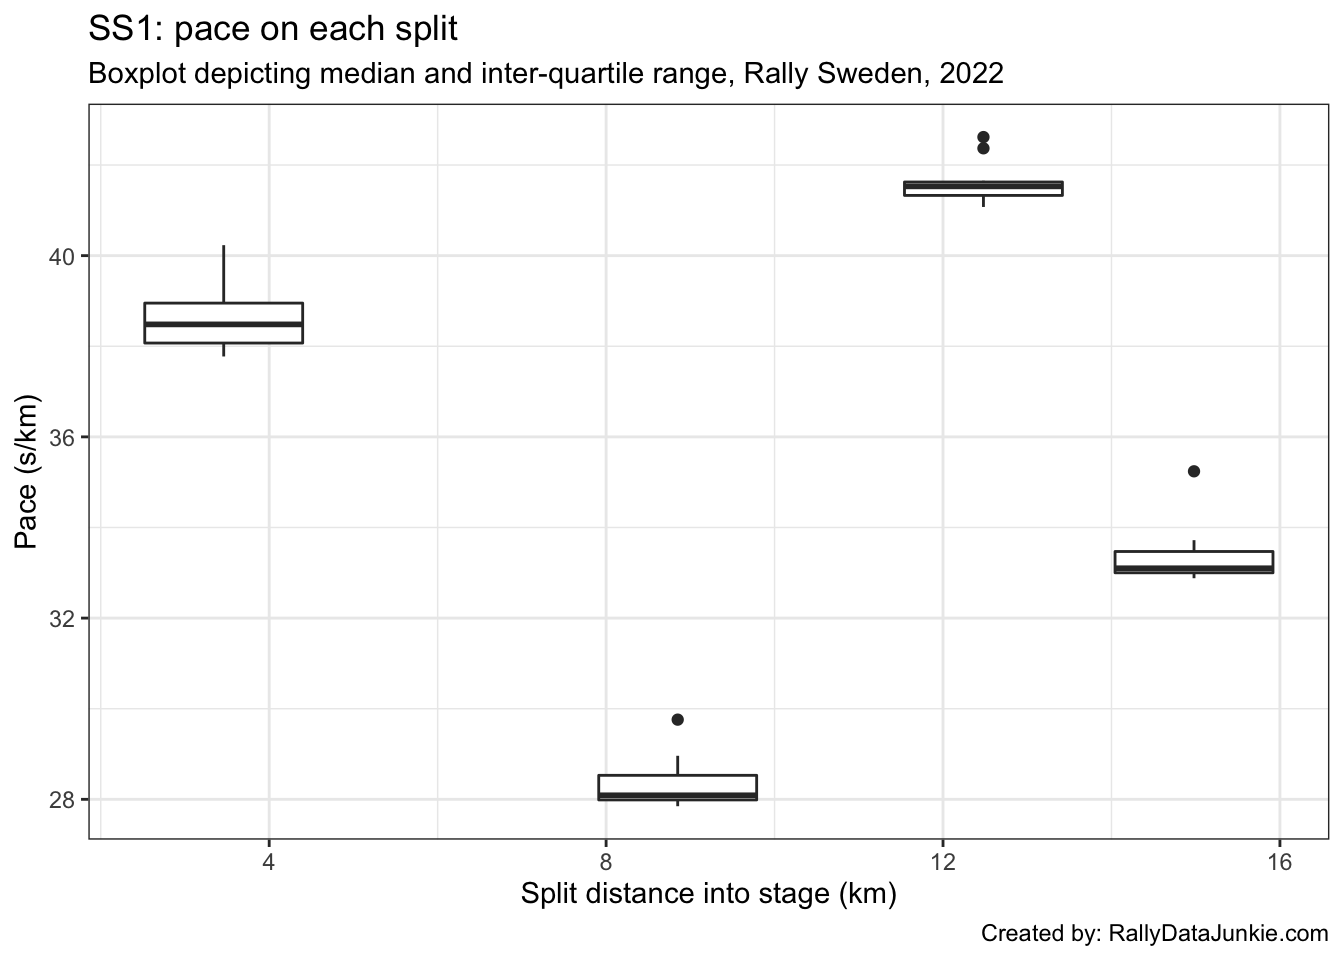 SS1: pace on each split
Boxplot depicting median and inter-quartile range, Rally Sweden, 2022
Pace (s/km)
40
36
32
28
4 8 12 16
Split distance into stage (km)
Created by: RallyDataJunkie.com